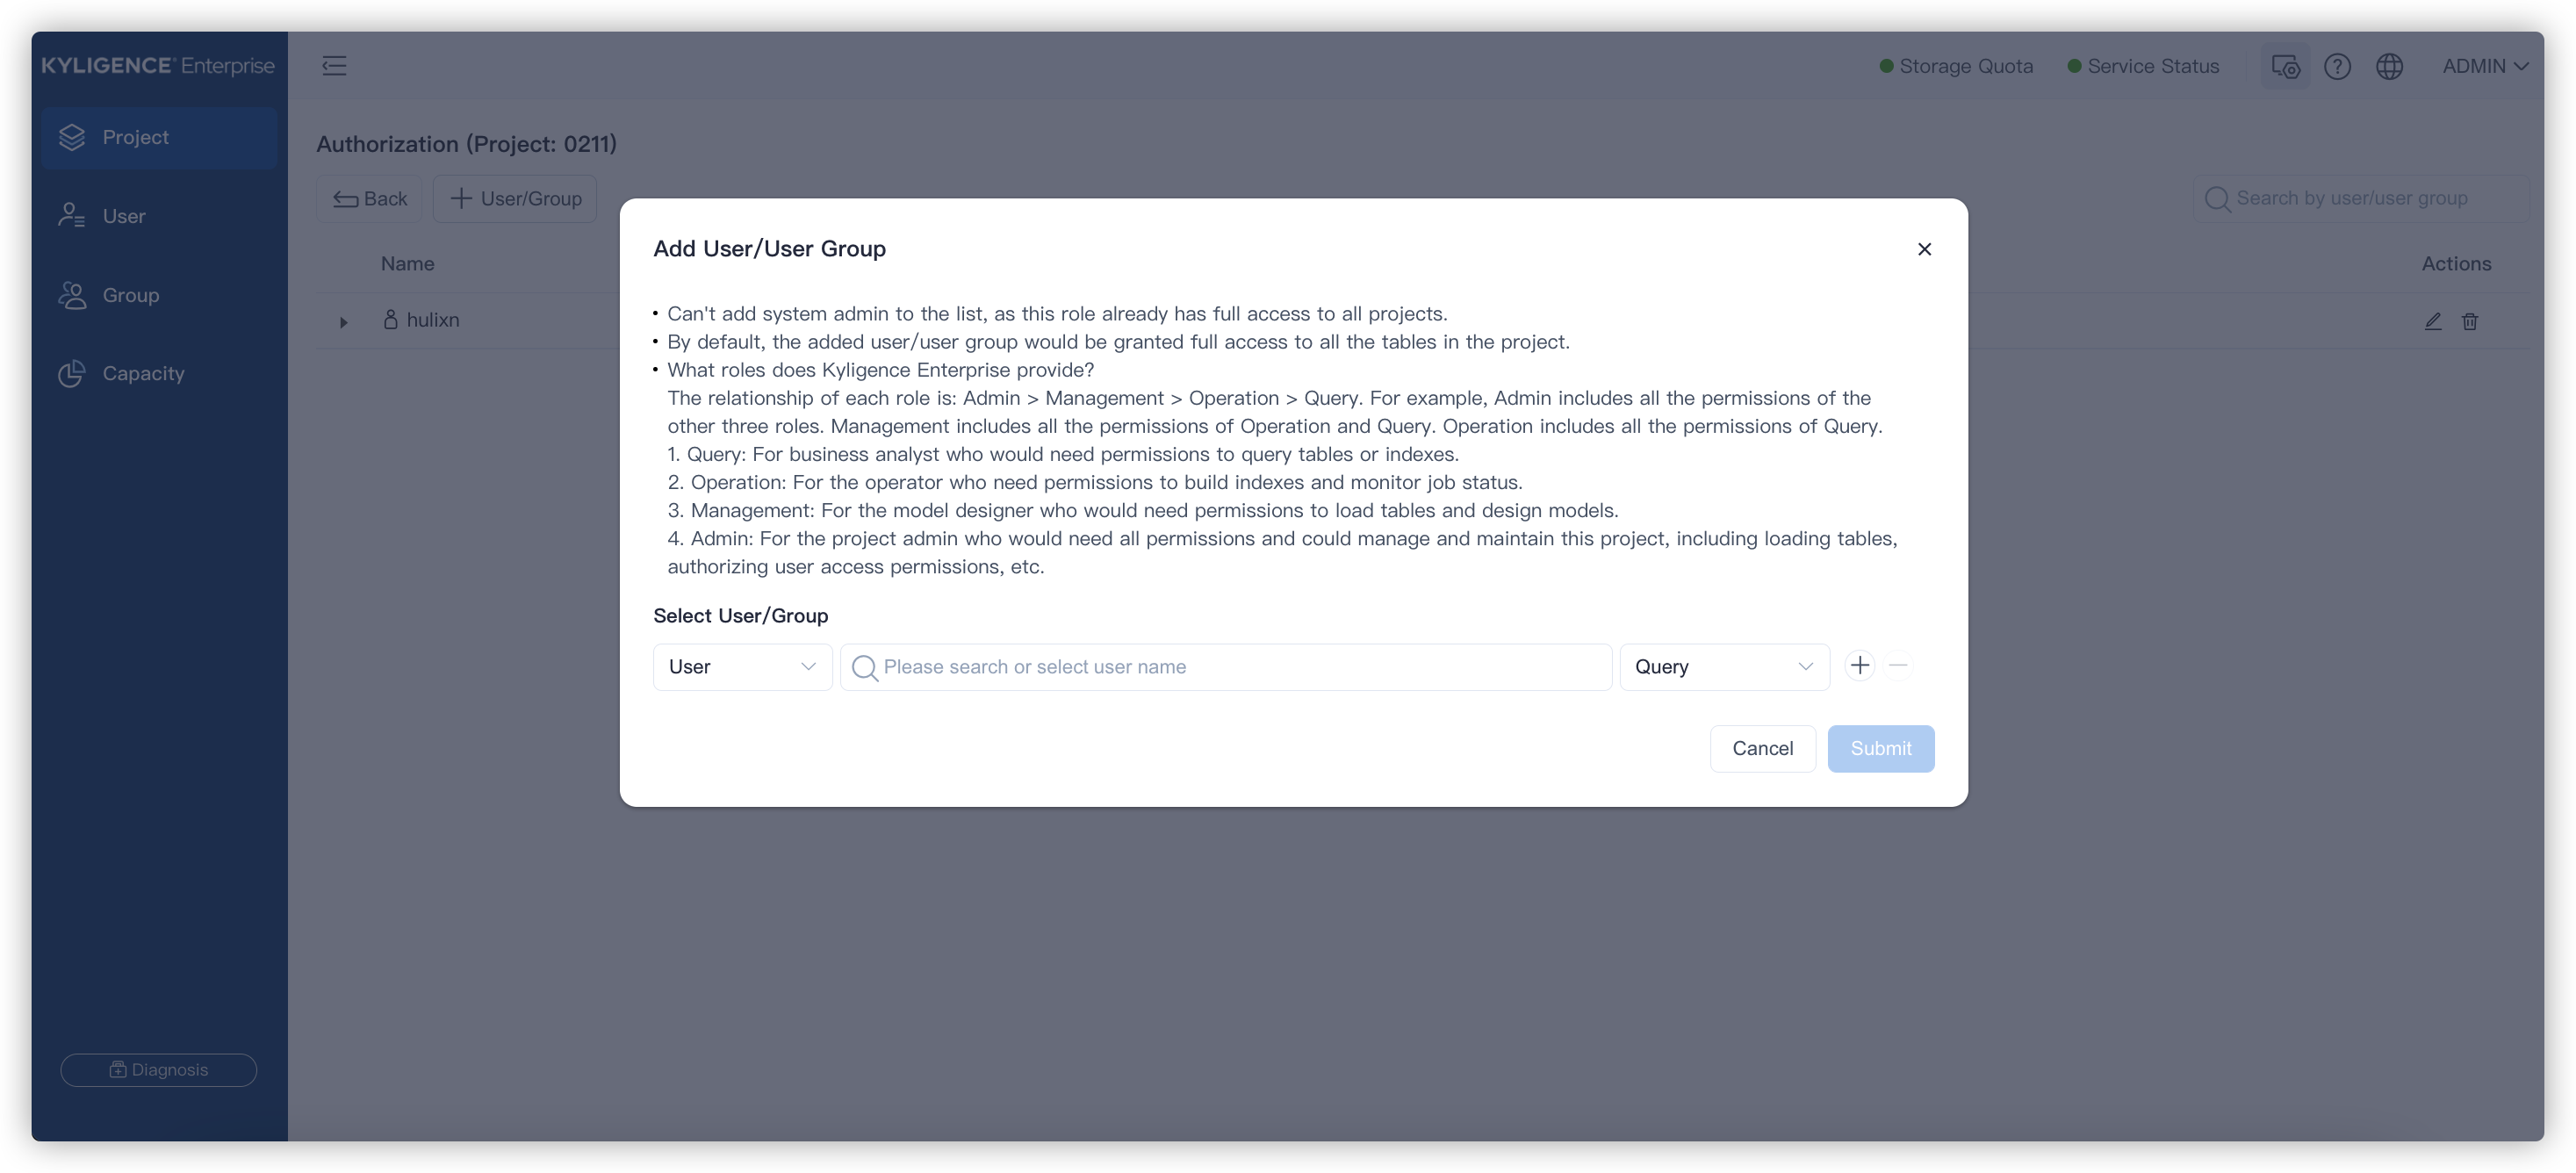 KYLIGENCE® Enterprise
Storage Quota
Service Status
ADMIN
Project
User
Group
Capacity
Diagnosis
Authorization (Project: 0211)
Back
User/Group
Search by user/user group
Name
Actions
hulixn
Add User/User Group
• Can't add system admin to the list, as this role already has full access to all projects.
• By default, the added user/user group would be granted full access to all the tables in the project.
• What roles does Kyligence Enterprise provide?
The relationship of each role is: Admin > Management > Operation > Query. For example, Admin includes all the permissions of the
other three roles. Management includes all the permissions of Operation and Query. Operation includes all the permissions of Query.
1. Query: For business analyst who would need permissions to query tables or indexes.
2. Operation: For the operator who need permissions to build indexes and monitor job status.
3. Management: For the model designer who would need permissions to load tables and design models.
4. Admin: For the project admin who would need all permissions and could manage and maintain this project, including loading tables,
authorizing user access permissions, etc.
Select User/Group
User
Please search or select user name
Query
Cancel
Submit